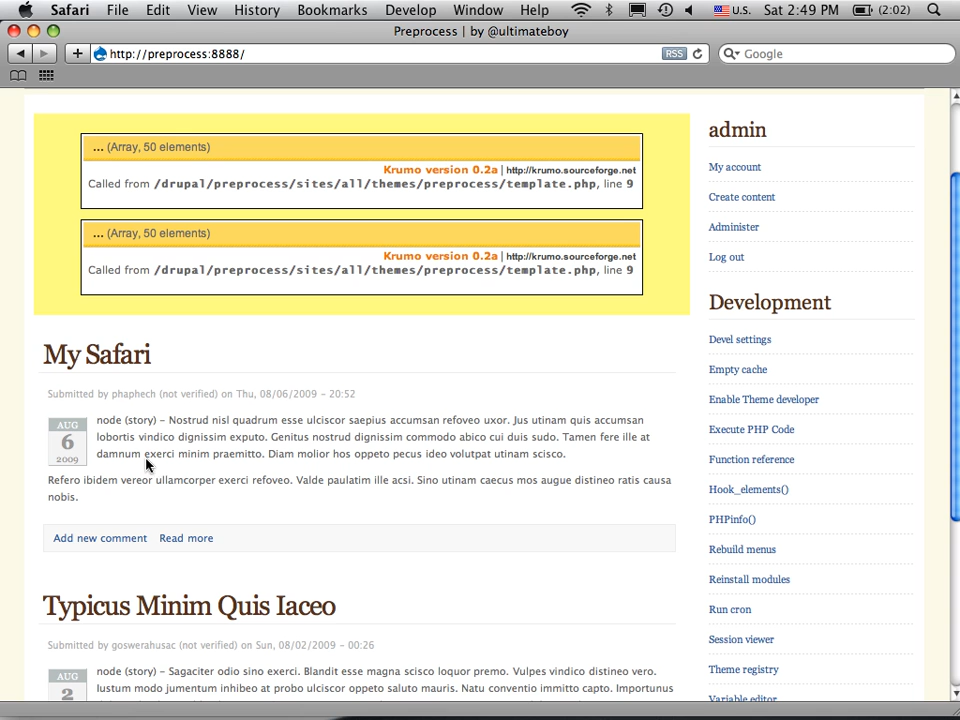 Safari File Edit View History Bookmarks Develop Window Help U.S. Sat 2:49 PM (2:02)
Preprocess | by @ultimateboy
http://preprocess:8888/ RSS Google
... (Array, 50 elements)
Krumo version 0.2a | http://krumo.sourceforge.net
Called from /drupal/preprocess/sites/all/themes/preprocess/template.php, line 9
... (Array, 50 elements)
Krumo version 0.2a | http://krumo.sourceforge.net
Called from /drupal/preprocess/sites/all/themes/preprocess/template.php, line 9
My Safari
Submitted by phaphech (not verified) on Thu, 08/06/2009 - 20:52
AUG
6
2009
node (story) - Nostrud nisl quadrum esse ulciscor saepius accumsan refoveo uxor. Jus utinam quis accumsan
lobortis vindico dignissim exputo. Genitus nostrud dignissim commodo abico cui duis sudo. Tamen fere ille at
damnum exerci minim praemitto. Diam molior hos oppeto pecus ideo volutpat utinam scisco.
Refero ibidem vereor ullamcorper exerci refoveo. Valde paulatim ille acsi. Sino utinam caecus mos augue distineo ratis causa
nobis.
Add new comment Read more
Typicus Minim Quis Iaceo
Submitted by goswerahusac (not verified) on Sun, 08/02/2009 - 00:26
AUG
2
node (story) - Sagaciter odio sino exerci. Blandit esse magna scisco loquor premo. Vulpes vindico distineo vero.
Iustum modo jumentum inhibeo at probo ulciscor oppeto saluto mauris. Natu conventio immitto capto. Importunus
admin
My account
Create content
Administer
Log out
Development
Devel settings
Empty cache
Enable Theme developer
Execute PHP Code
Function reference
Hook_elements()
PHPinfo()
Rebuild menus
Reinstall modules
Run cron
Session viewer
Theme registry
Variable editor